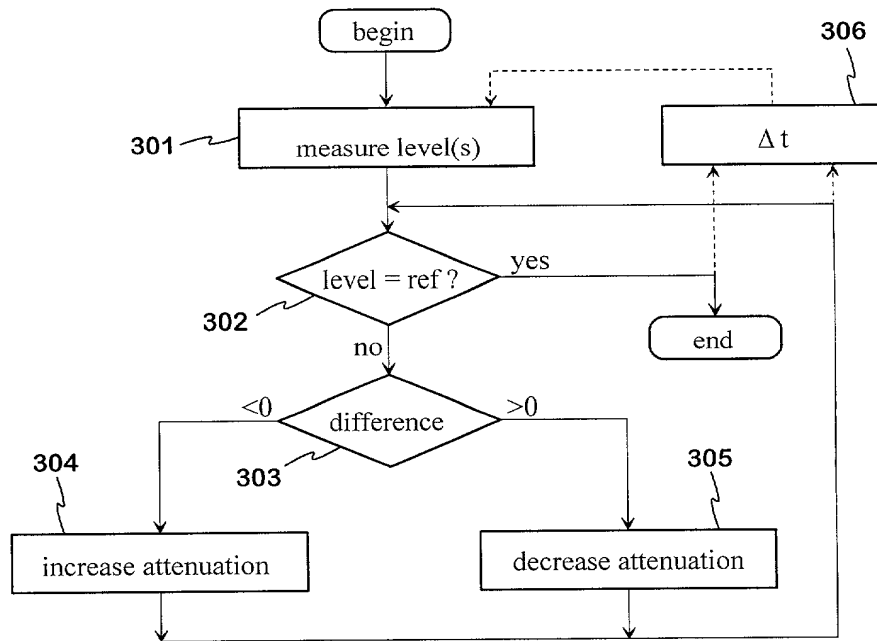 begin
306
301
measure level(s)
Δ t
level = ref ?
yes
302
end
no
<0
difference
>0
303
304
305
increase attenuation
decrease attenuation